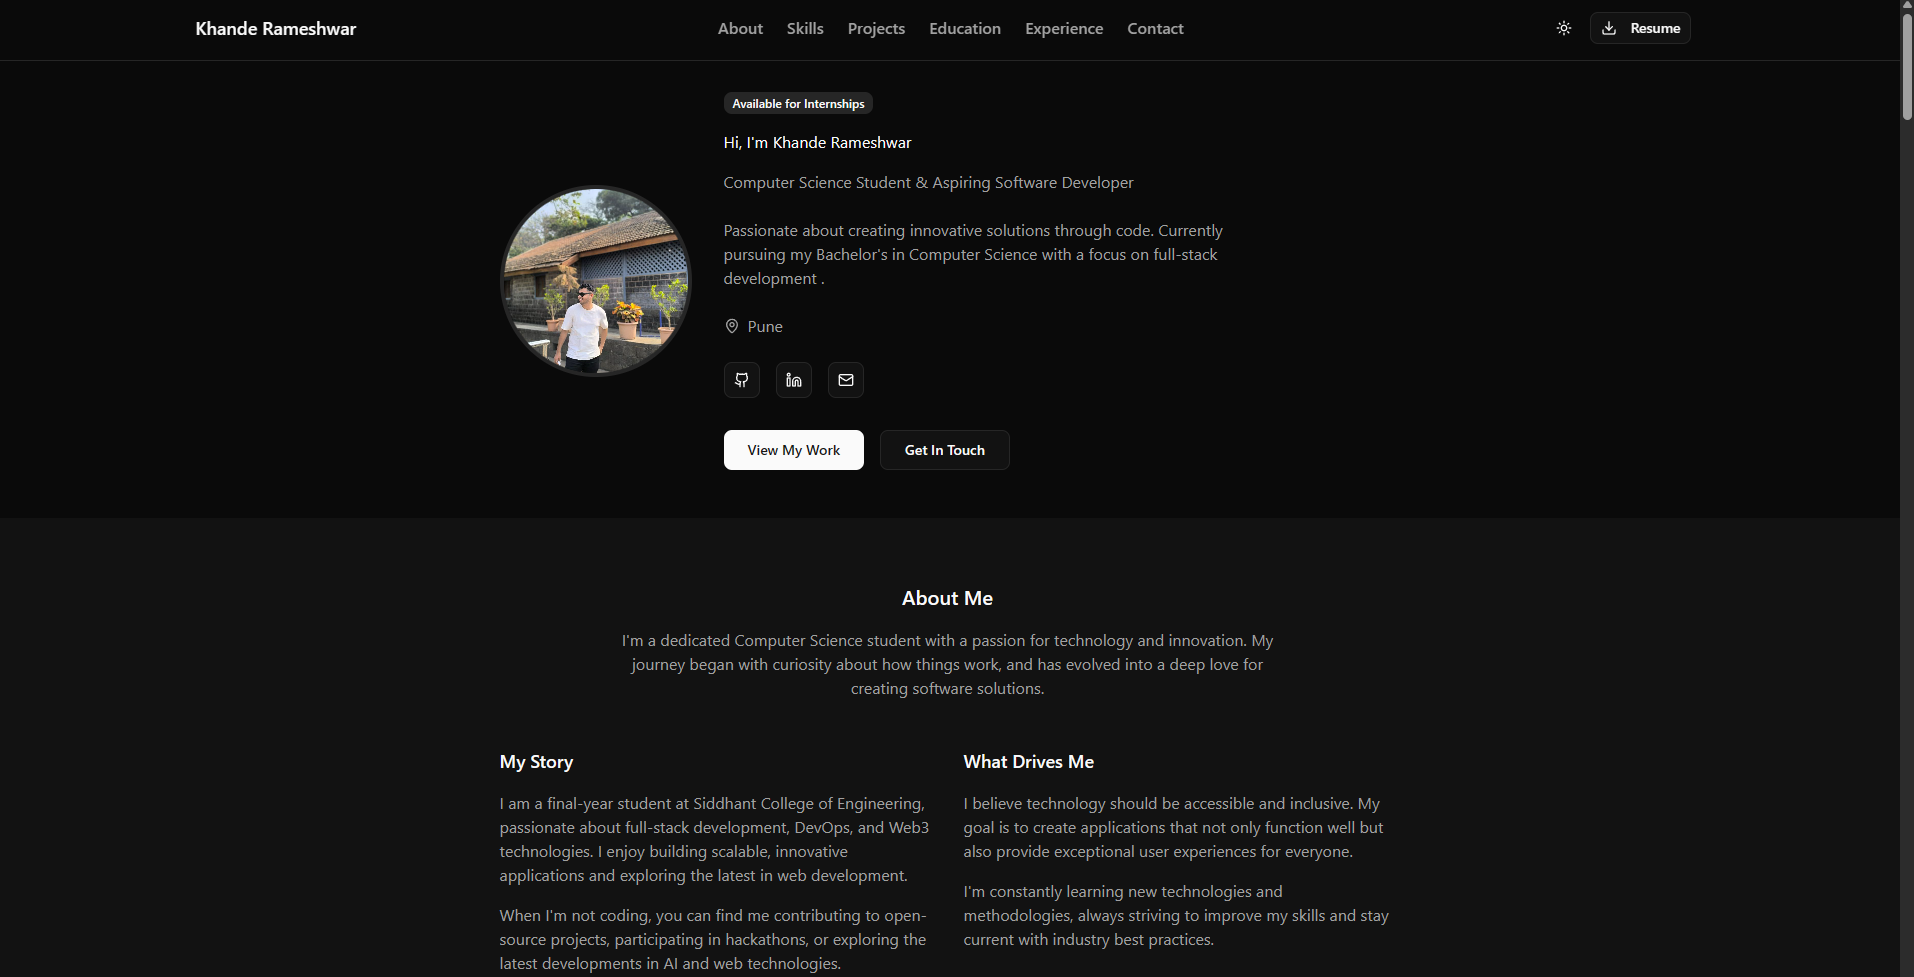 Khande Rameshwar
About
Skills
Projects
Education
Experience
Contact
Resume
Available for Internships
Hi, I'm Khande Rameshwar
Computer Science Student & Aspiring Software Developer
Passionate about creating innovative solutions through code. Currently
pursuing my Bachelor's in Computer Science with a focus on full-stack
development .
Pune
View My Work
Get In Touch
About Me
I'm a dedicated Computer Science student with a passion for technology and innovation. My
journey began with curiosity about how things work, and has evolved into a deep love for
creating software solutions.
My Story
I am a final-year student at Siddhant College of Engineering,
passionate about full-stack development, DevOps, and Web3
technologies. I enjoy building scalable, innovative
applications and exploring the latest in web development.
When I'm not coding, you can find me contributing to open-
source projects, participating in hackathons, or exploring the
latest developments in AI and web technologies.
What Drives Me
I believe technology should be accessible and inclusive. My
goal is to create applications that not only function well but
also provide exceptional user experiences for everyone.
I'm constantly learning new technologies and
methodologies, always striving to improve my skills and stay
current with industry best practices.